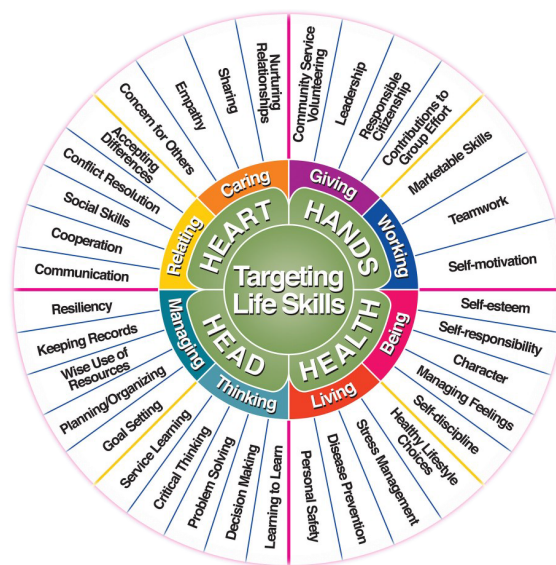 Targeting
Life Skills
HEART
HANDS
HEALTH
HEAD
Caring
Giving
Working
Being
Living
Thinking
Managing
Relating
Nurturing
Relationships
Sharing
Empathy
Concern for Others
Accepting
Differences
Conflict Resolution
Social Skills
Cooperation
Communication
Community Service
Volunteering
Leadership
Responsible
Citizenship
Contributions to
Group Effort
Marketable Skills
Teamwork
Self-motivation
Self-esteem
Self-responsibility
Character
Managing Feelings
Self-discipline
Healthy Lifestyle
Choices
Stress Management
Disease Prevention
Personal Safety
Learning to Learn
Decision Making
Problem Solving
Critical Thinking
Service Learning
Goal Setting
Planning/Organizing
Wise Use of
Resources
Keeping Records
Resiliency